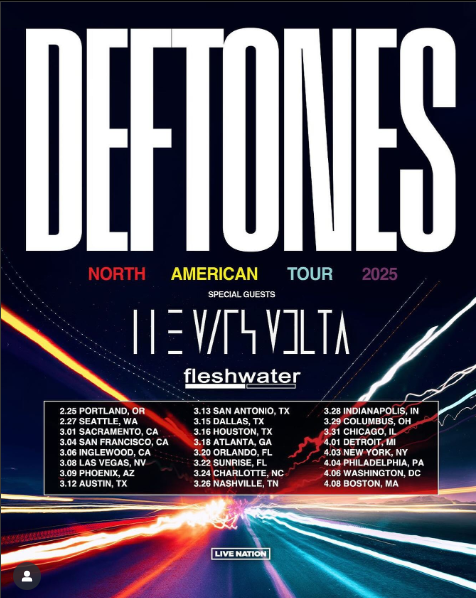 DEFTONES
NORTH AMERICAN TOUR 2025
SPECIAL GUESTS
THE MARS VOLTA
fleshwater
2.25 PORTLAND, OR
2.27 SEATTLE, WA
3.01 SACRAMENTO, CA
3.04 SAN FRANCISCO, CA
3.06 INGLEWOOD, CA
3.08 LAS VEGAS, NV
3.09 PHOENIX, AZ
3.12 AUSTIN, TX
3.13 SAN ANTONIO, TX
3.15 DALLAS, TX
3.16 HOUSTON, TX
3.18 ATLANTA, GA
3.20 ORLANDO, FL
3.22 SUNRISE, FL
3.24 CHARLOTTE, NC
3.26 NASHVILLE, TN
3.28 INDIANAPOLIS, IN
3.29 COLUMBUS, OH
3.31 CHICAGO, IL
4.01 DETROIT, MI
4.03 NEW YORK, NY
4.04 PHILADELPHIA, PA
4.06 WASHINGTON, DC
4.08 BOSTON, MA
LIVE NATION